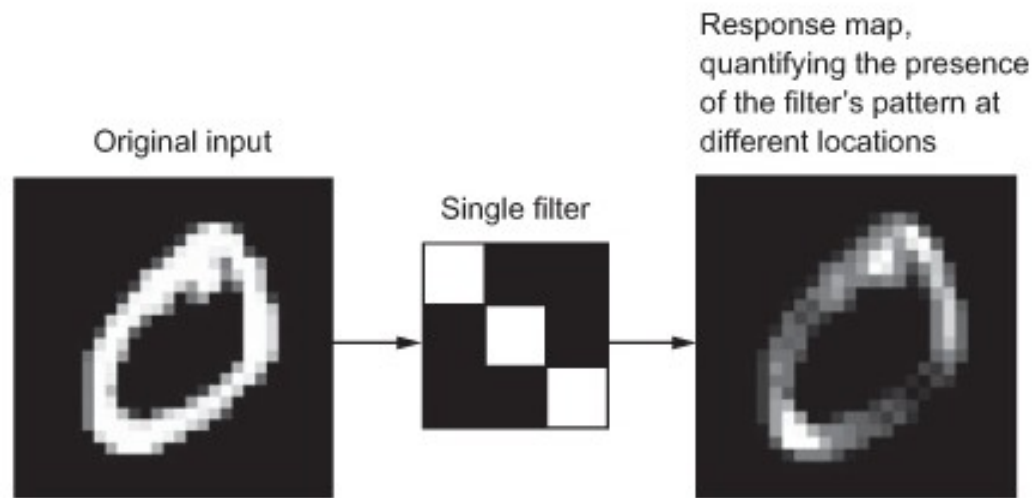 Original input
Single filter
Response map,
quantifying the presence
of the filter's pattern at
different locations